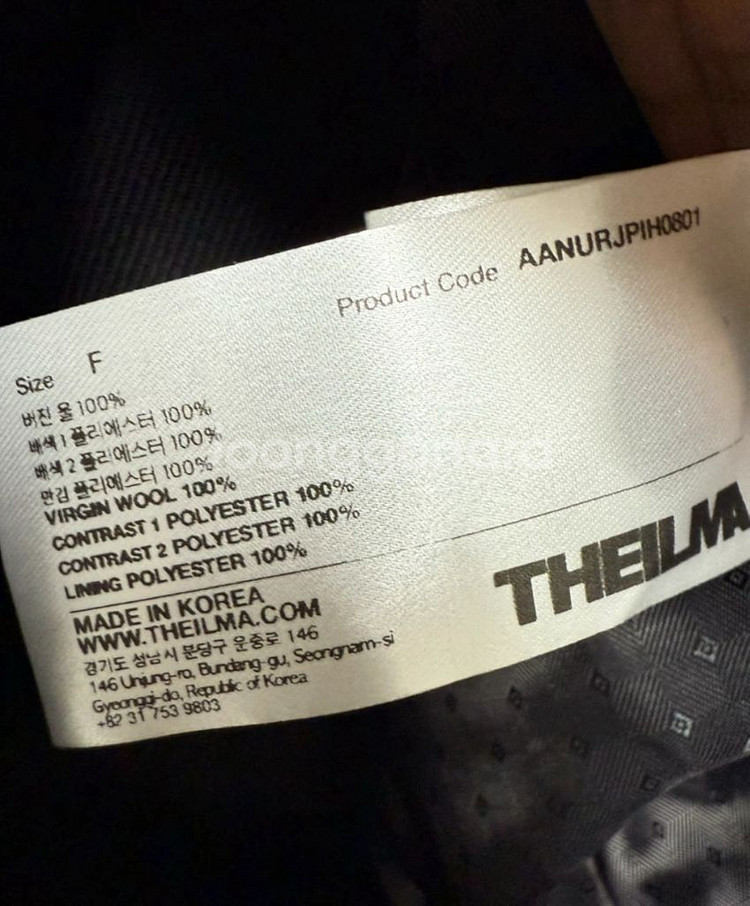 Product Code AANURJPIH0801
Size F
버진 울 100%
배색 1 폴리에스터 100%
배색 2 폴리에스터 100%
안감 폴리에스터 100%
VIRGIN WOOL 100%
CONTRAST 1 POLYESTER 100%
CONTRAST 2 POLYESTER 100%
LINING POLYESTER 100%
THEILMA
MADE IN KOREA
WWW.THEILMA.COM
경기도 성남시 분당구 운중로 146
146 Unjung-ro, Bundang-gu, Seongnam-si
Gyeonggi-do, Republic of Korea
+82 31 753 9803